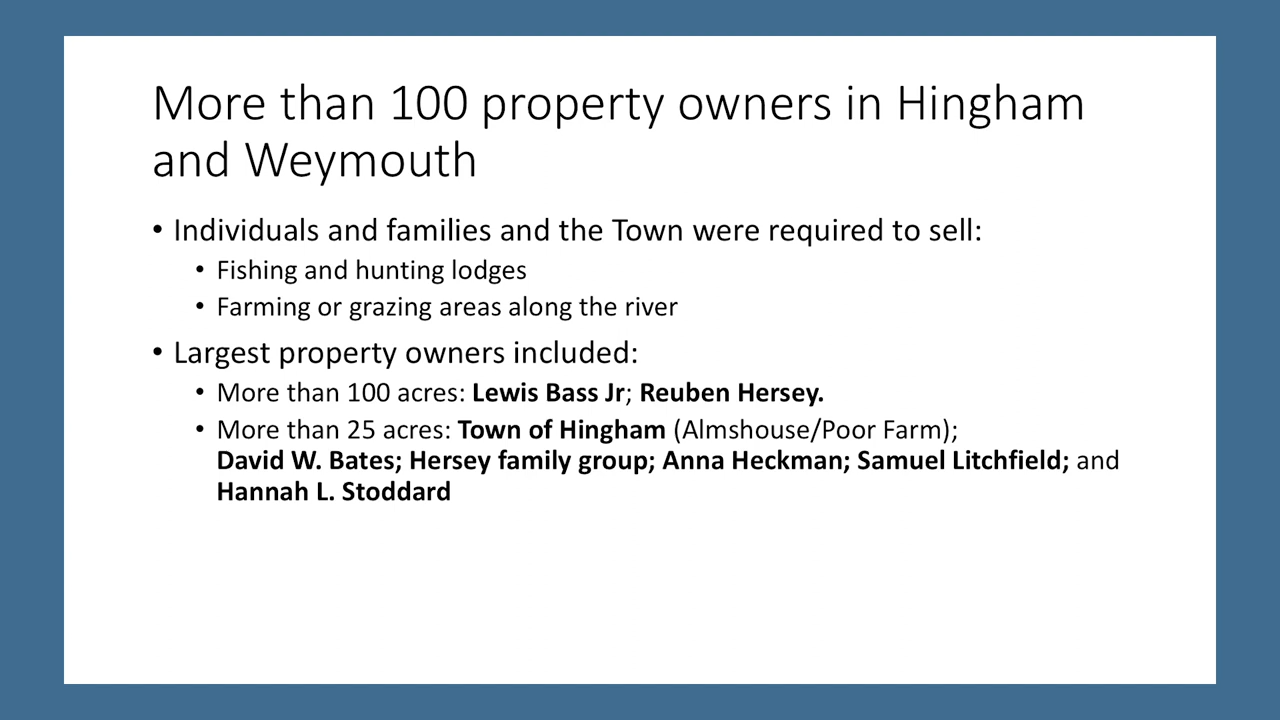 More than 100 property owners in Hingham
and Weymouth
• Individuals and families and the Town were required to sell:
• Fishing and hunting lodges
• Farming or grazing areas along the river
• Largest property owners included:
• More than 100 acres: Lewis Bass Jr; Reuben Hersey.
• More than 25 acres: Town of Hingham (Almshouse/Poor Farm);
David W. Bates; Hersey family group; Anna Heckman; Samuel Litchfield; and
Hannah L. Stoddard